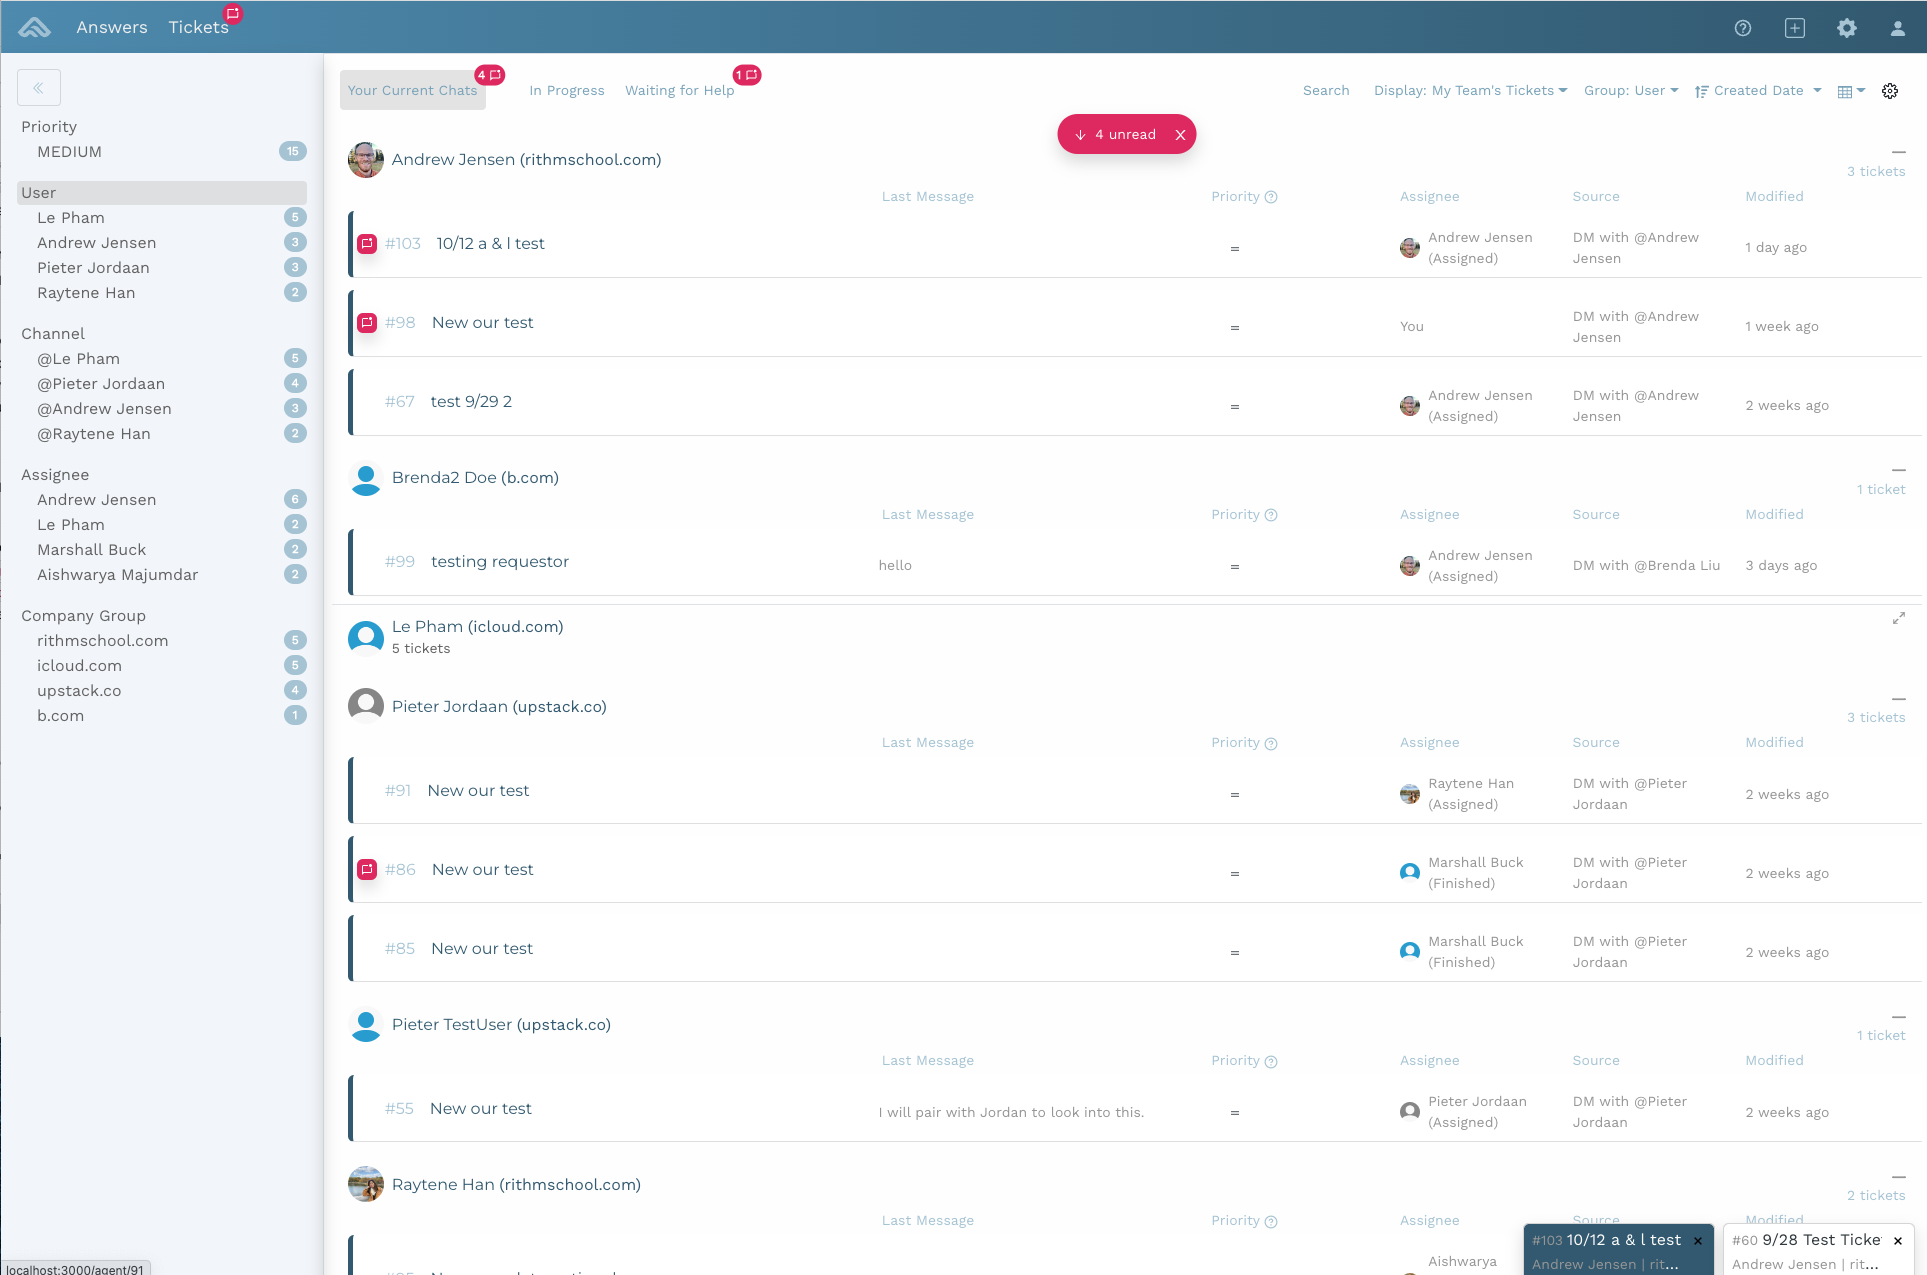 Answers Tickets
Your Current Chats 4 In Progress Waiting for Help 1 Search Display: My Team's Tickets Group: User Created Date
«
Priority
MEDIUM 15
User
Le Pham 5
Andrew Jensen 3
Pieter Jordaan 3
Raytene Han 2
Channel
@Le Pham 5
@Pieter Jordaan 4
@Andrew Jensen 3
@Raytene Han 2
Assignee
Andrew Jensen 6
Le Pham 2
Marshall Buck 2
Aishwarya Majumdar 2
Company Group
rithmschool.com 5
icloud.com 5
upstack.co 4
b.com 1
↓ 4 unread X
Andrew Jensen (rithmschool.com)
3 tickets
Last Message Priority Assignee Source Modified
#103 10/12 a & l test = Andrew Jensen (Assigned) DM with @Andrew Jensen 1 day ago
#98 New our test = You DM with @Andrew Jensen 1 week ago
#67 test 9/29 2 = Andrew Jensen (Assigned) DM with @Andrew Jensen 2 weeks ago
Brenda2 Doe (b.com)
1 ticket
Last Message Priority Assignee Source Modified
#99 testing requestor hello = Andrew Jensen (Assigned) DM with @Brenda Liu 3 days ago
Le Pham (icloud.com)
5 tickets
Pieter Jordaan (upstack.co)
3 tickets
Last Message Priority Assignee Source Modified
#91 New our test = Raytene Han (Assigned) DM with @Pieter Jordaan 2 weeks ago
#86 New our test = Marshall Buck (Finished) DM with @Pieter Jordaan 2 weeks ago
#85 New our test = Marshall Buck (Finished) DM with @Pieter Jordaan 2 weeks ago
Pieter TestUser (upstack.co)
1 ticket
Last Message Priority Assignee Source Modified
#55 New our test I will pair with Jordan to look into this. = Pieter Jordaan (Assigned) DM with @Pieter Jordaan 2 weeks ago
Raytene Han (rithmschool.com)
2 tickets
Last Message Priority Assignee Source Modified
Aishwarya
#103 10/12 a & l test ×
Andrew Jensen | rit...
#60 9/28 Test Ticke ×
Andrew Jensen | rit...
localhost:3000/agent/91